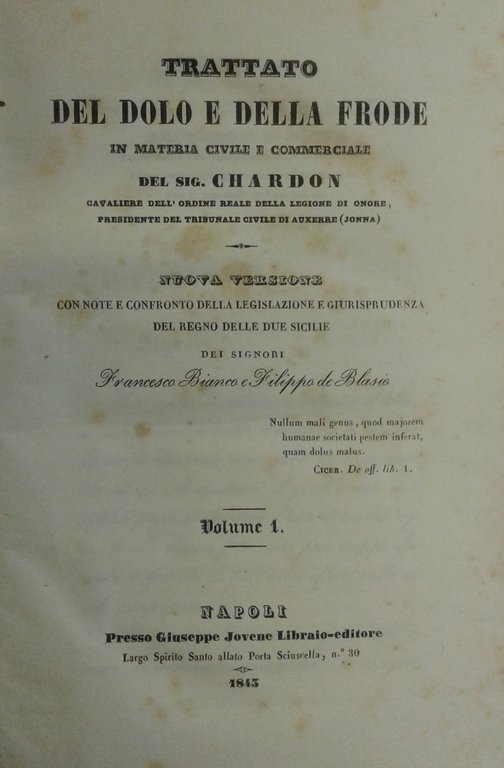 TRATTATO
DEL DOLO E DELLA FRODE
IN MATERIA CIVILE E COMMERCIALE
DEL SIG. CHARDON
CAVALIERE DELL' ORDINE REALE DELLA LEGIONE DI ONORE,
PRESIDENTE DEL TRIBUNALE CIVILE DI AUXERRE (JONNA)
NUOVA VERSIONE
CON NOTE E CONFRONTO DELLA LEGISLAZIONE E GIURISPRUDENZA
DEL REGNO DELLE DUE SICILIE
DEI SIGNORI
Francesco Bianco e Filippo de Blasio
Nullum mali genus, quod majorem
humanae societati pestem inferat,
quam dolus malus.
CICER. De off. lib. 1.
Volume 1.
NAPOLI
Presso Giuseppe Jovene Libraio-editore
Largo Spirito Santo allato Porta Sciuscella, n.° 30
1843